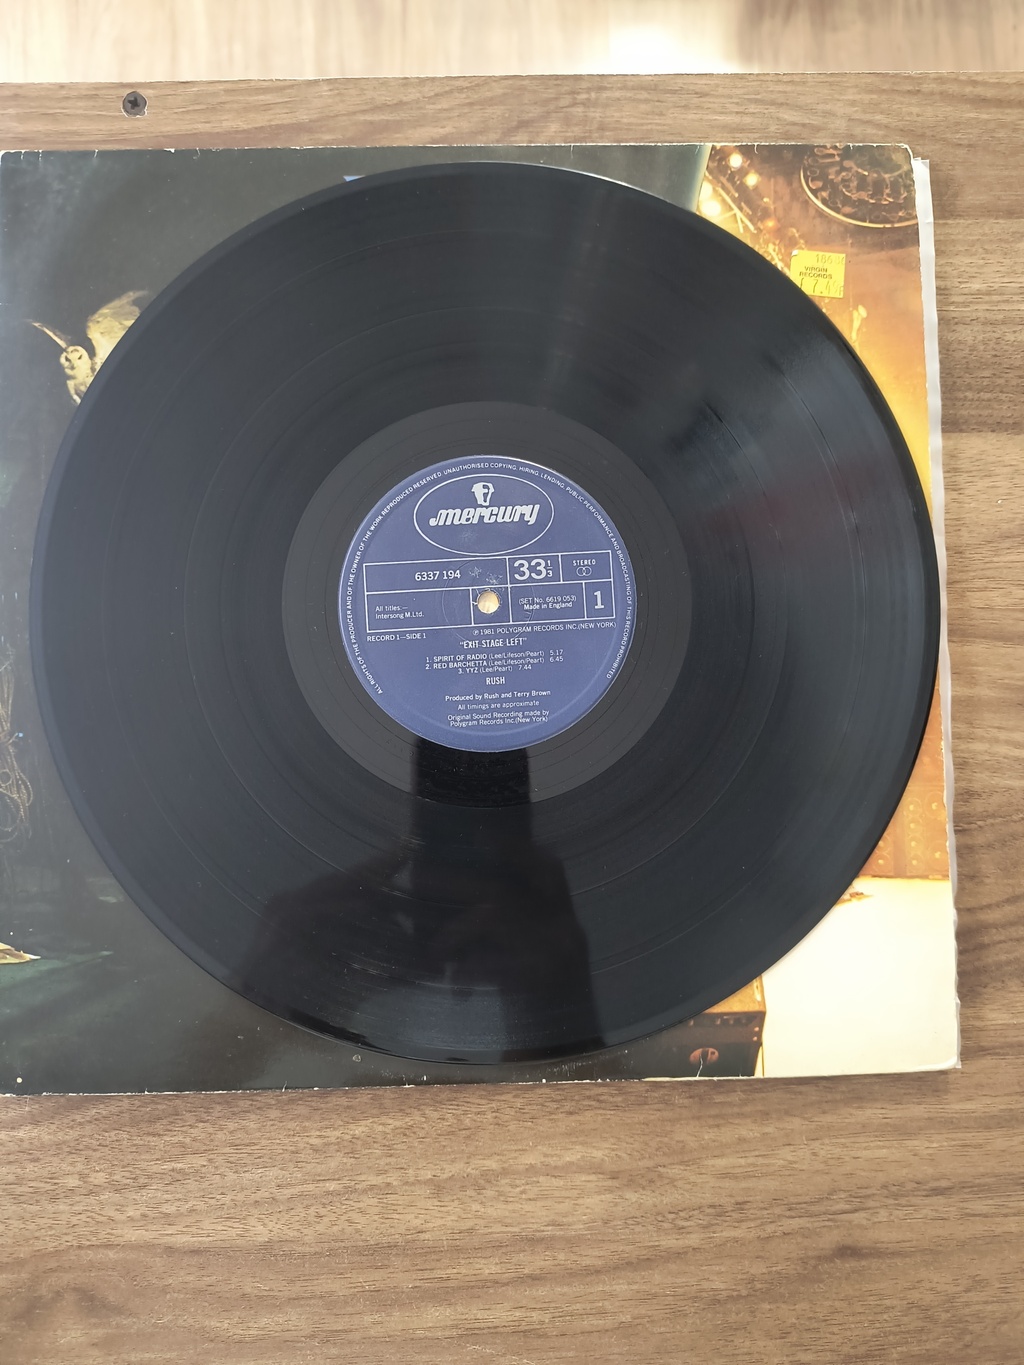 VIRGIN
RECORDS
ALL RIGHTS OF THE PRODUCER AND OF THE OWNER OF THE WORK REPRODUCED RESERVED. UNAUTHORISED COPYING, HIRING, LENDING, PUBLIC PERFORMANCE AND BROADCASTING OF THIS RECORD PROHIBITED
mercury
6337 194
33 1/3
STEREO
All titles:—
Intersong M.Ltd.
(SET No. 6619 053)
Made in England
1
RECORD 1—SIDE 1
℗ 1981 POLYGRAM RECORDS INC.(NEW YORK)
"EXIT STAGE LEFT"
1. SPIRIT OF RADIO (Lee/Lifeson/Peart) 5.17
2. RED BARCHETTA (Lee/Lifeson/Peart) 6.45
3. YYZ (Lee/Peart) 7.44
RUSH
Produced by Rush and Terry Brown
All timings are approximate
Original Sound Recording made by
Polygram Records Inc.(New York)